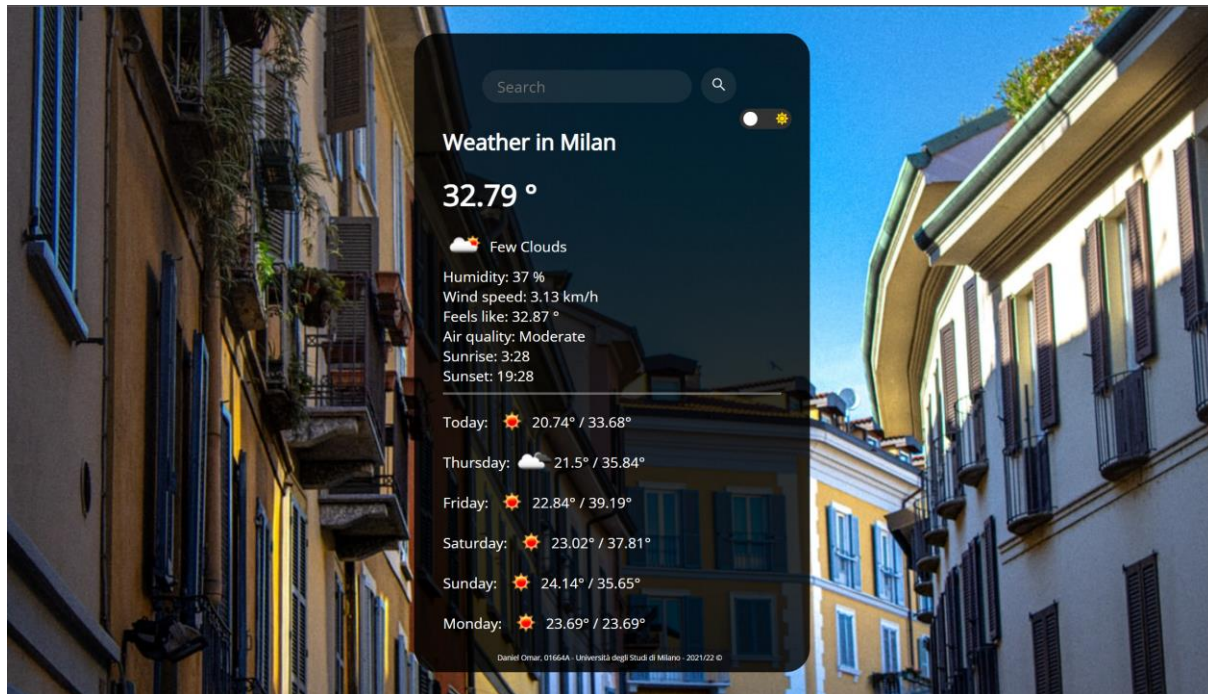 Search
Weather in Milan
32.79 °
Few Clouds
Humidity: 37 %
Wind speed: 3.13 km/h
Feels like: 32.87 °
Air quality: Moderate
Sunrise: 3:28
Sunset: 19:28
Today: 20.74° / 33.68°
Thursday: 21.5° / 35.84°
Friday: 22.84° / 39.19°
Saturday: 23.02° / 37.81°
Sunday: 24.14° / 35.65°
Monday: 23.69° / 23.69°
Daniel Omar, 01664A - Università degli Studi di Milano - 2021/22 ©